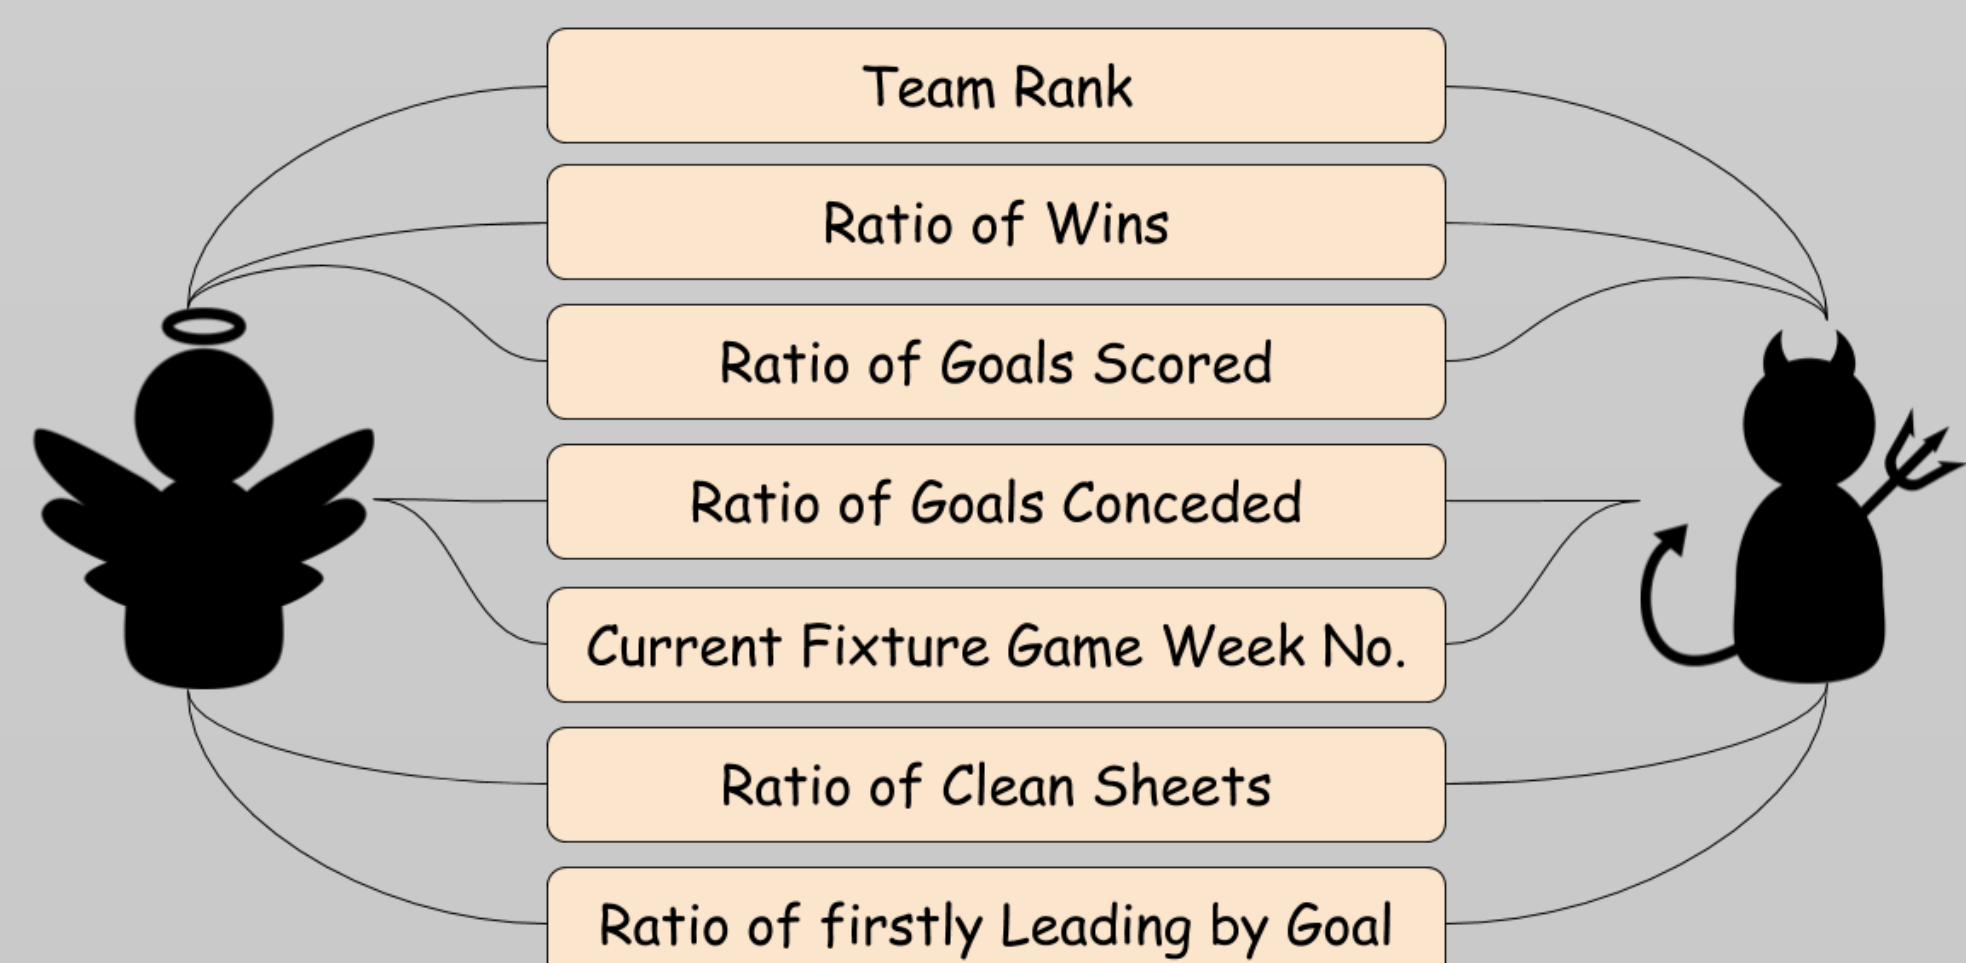 Team Rank
Ratio of Wins
Ratio of Goals Scored
Ratio of Goals Conceded
Current Fixture Game Week No.
Ratio of Clean Sheets
Ratio of firstly Leading by Goal